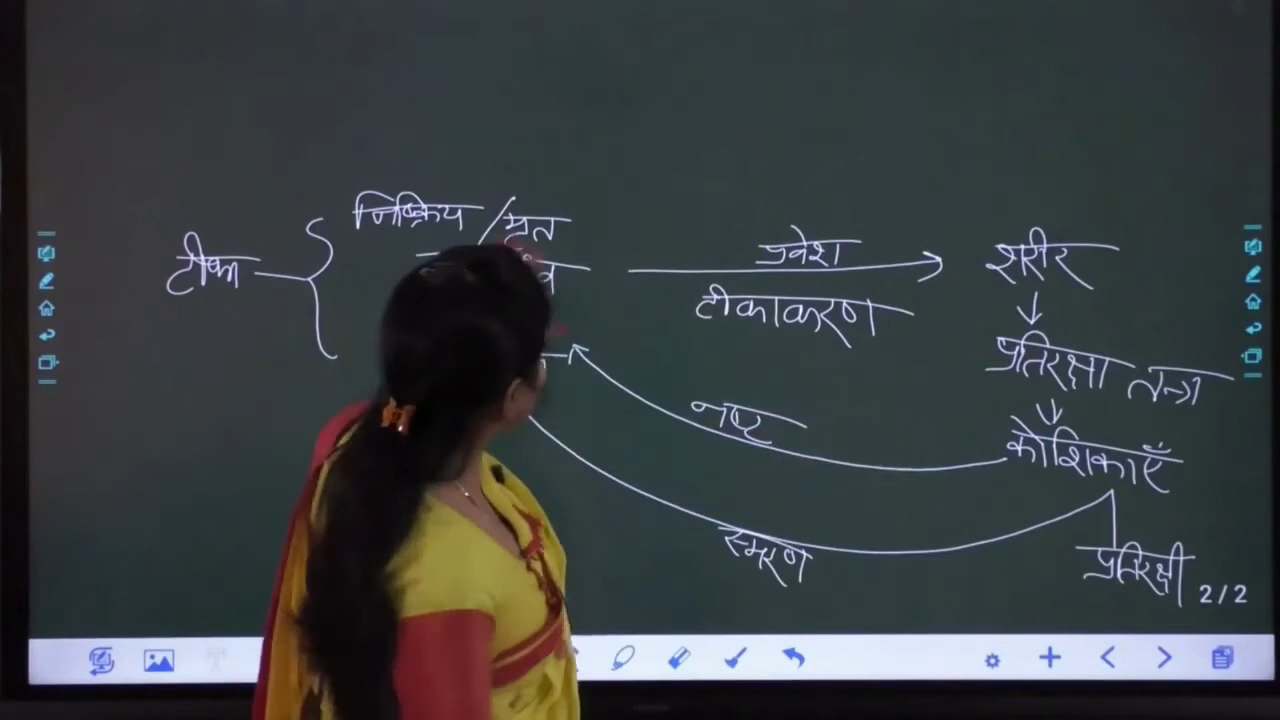 निष्क्रिय / मृत
टीका
प्रवेश
टीकाकरण
शरीर
प्रतिरक्षा तन्त्र
नष्ट
कोशिकाएँ
स्मरण
प्रतिरक्षी
2/2